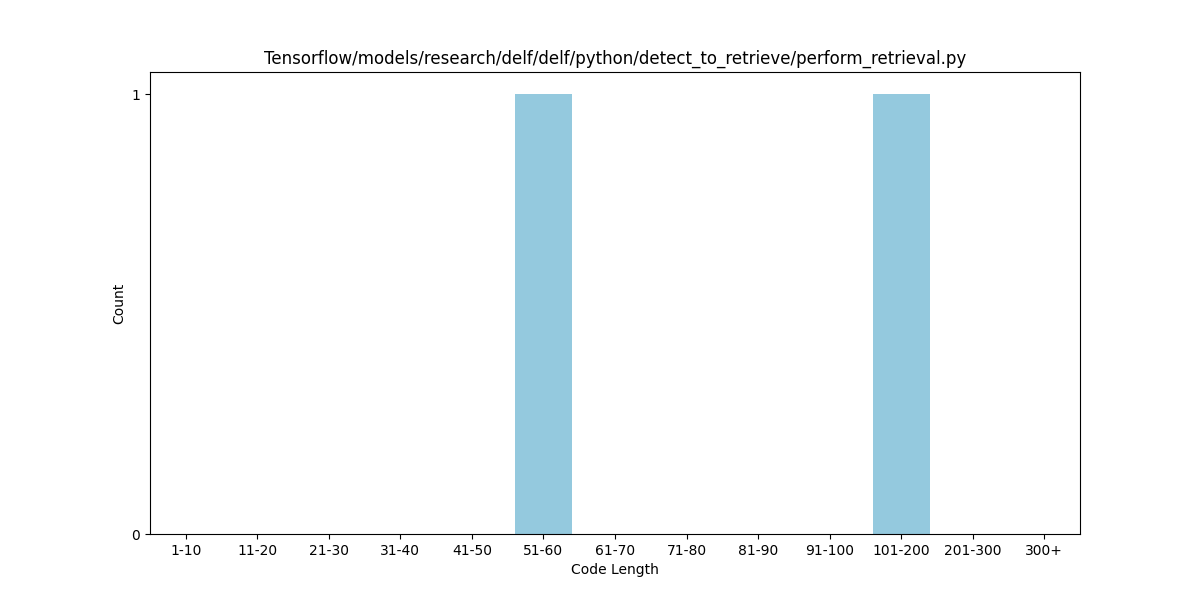 Tensorflow/models/research/delf/delf/python/detect_to_retrieve/perform_retrieval.py
1
Count
0
1-10 11-20 21-30 31-40 41-50 51-60 61-70 71-80 81-90 91-100 101-200 201-300 300+
Code Length